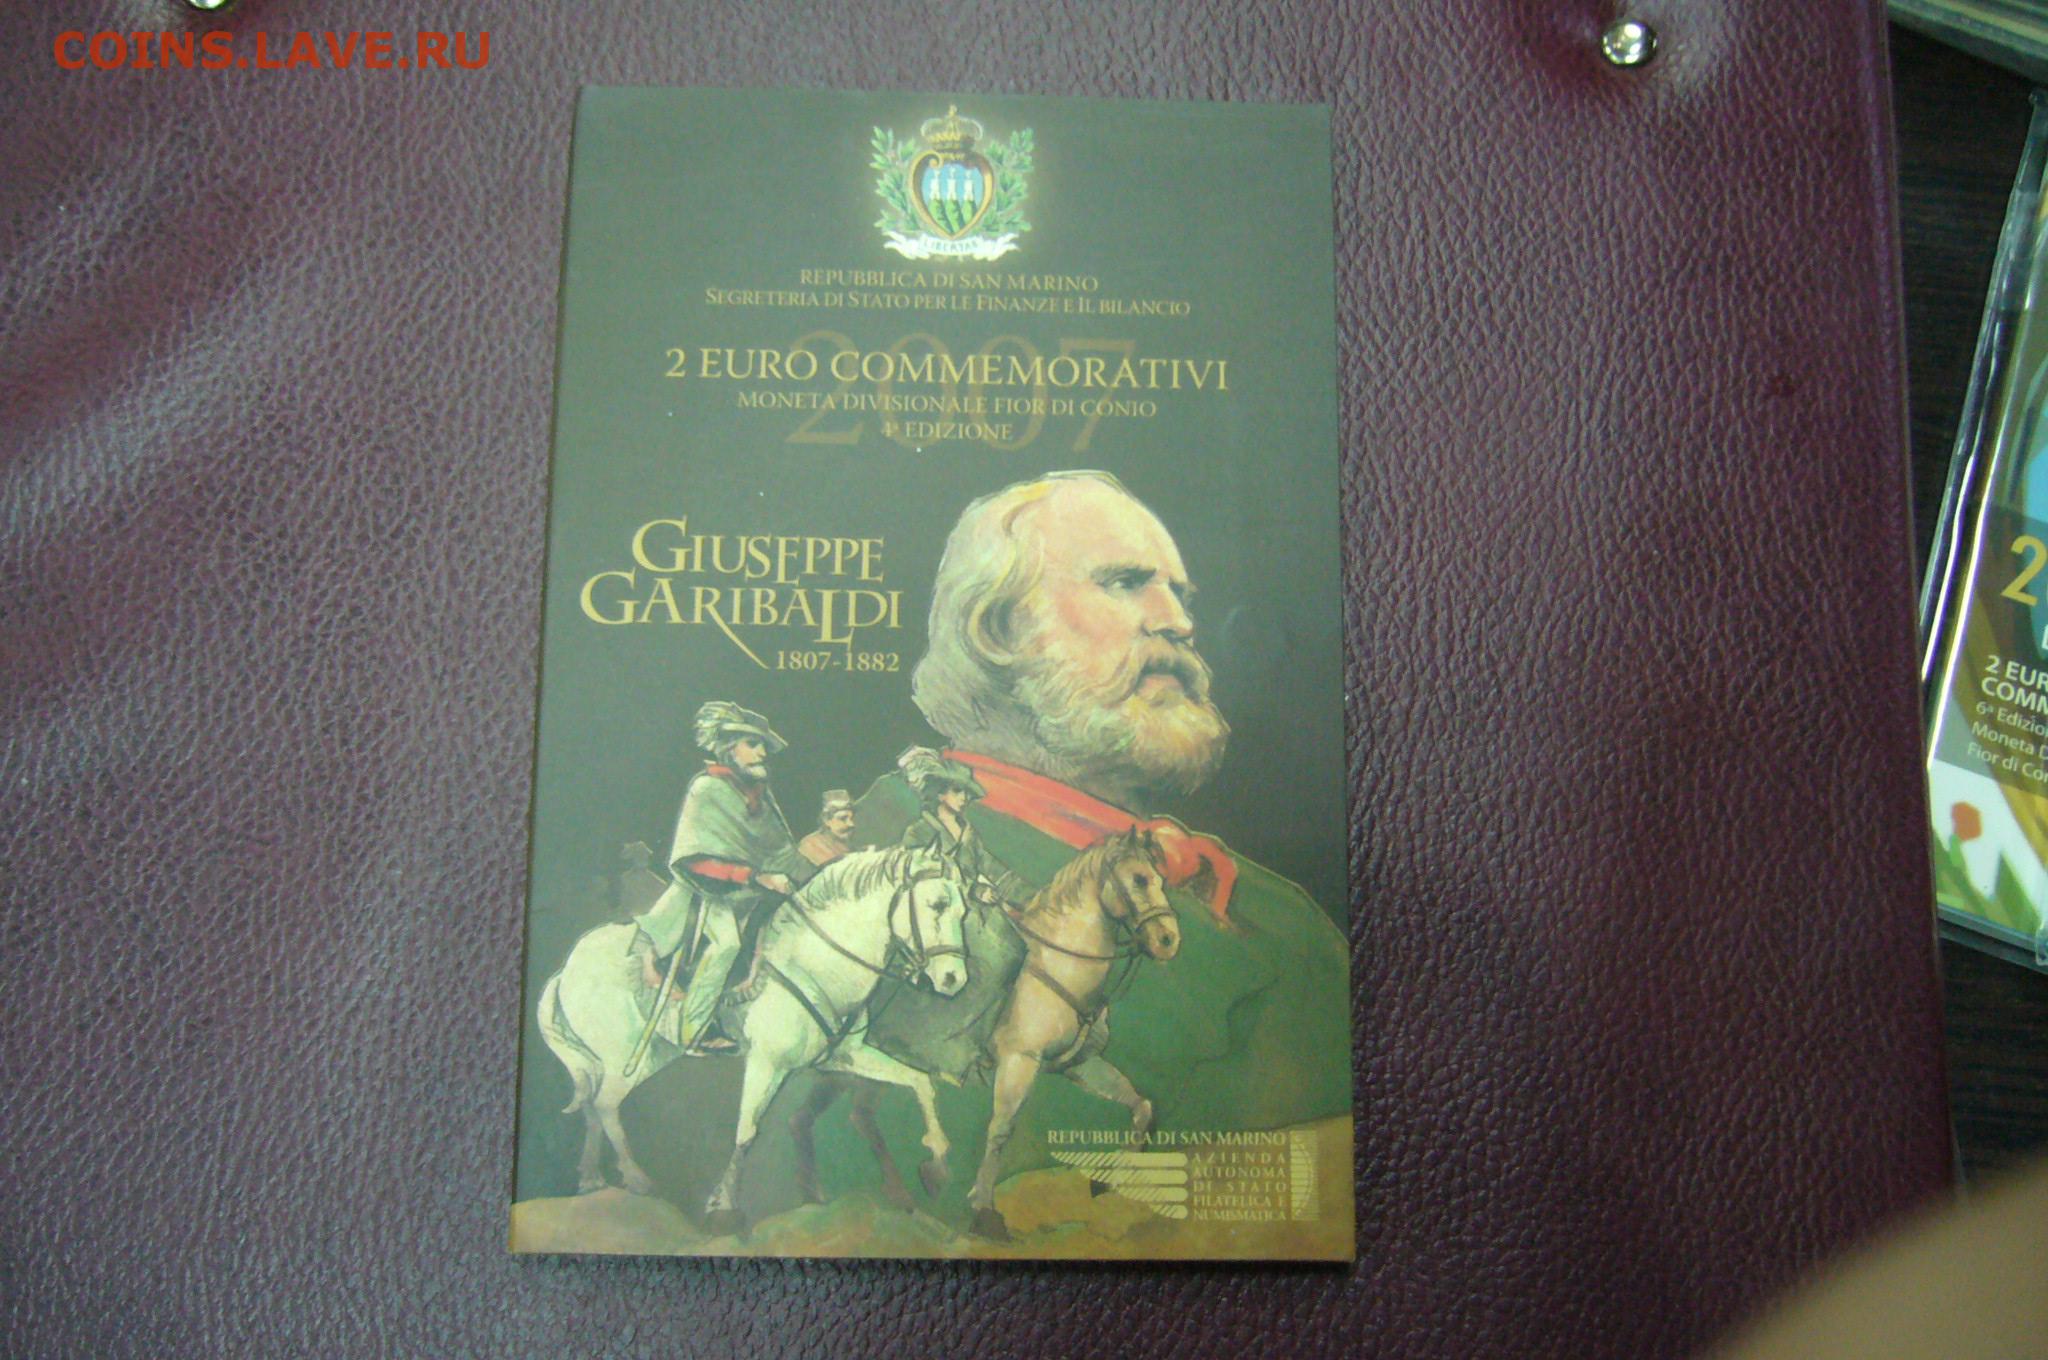 COINS.LAVE.RU
LIBERTAS
REPUBBLICA DI SAN MARINO
SEGRETERIA DI STATO PER LE FINANZE E IL BILANCIO
2007
2 EURO COMMEMORATIVI
MONETA DIVISIONALE FIOR DI CONIO
4ª EDIZIONE
GIUSEPPE
GARIBALDI
1807-1882
REPUBBLICA DI SAN MARINO
AZIENDA
AUTONOMA
DI STATO
FILATELICA E
NUMISMATICA
2
2 EUR
COMM
6ª Edizio
Moneta D
Fior di Co